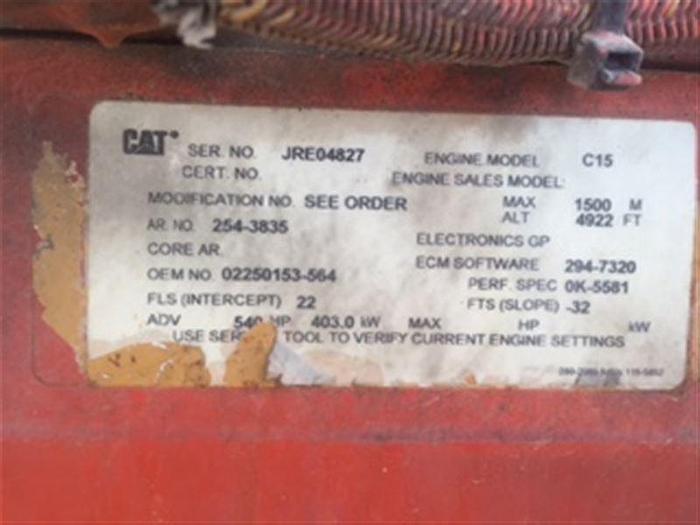 CAT SER. NO. JRE04827 ENGINE MODEL C15
CERT. NO. ENGINE SALES MODEL:
MODIFICATION NO. SEE ORDER MAX 1500 M
ALT 4922 FT
AR. NO. 254-3835 ELECTRONICS GP
CORE AR. ECM SOFTWARE 294-7320
OEM NO. 02250153-564 PERF. SPEC 0K-5581
FLS (INTERCEPT) 22 FTS (SLOPE) -32
ADV 540 HP 403.0 kW MAX HP kW
USE TOOL TO VERIFY CURRENT ENGINE SETTINGS